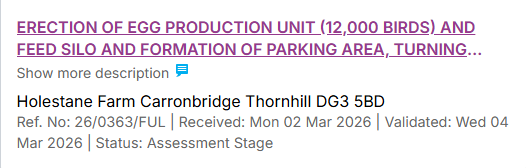 ERECTION OF EGG PRODUCTION UNIT (12,000 BIRDS) AND
FEED SILO AND FORMATION OF PARKING AREA, TURNING...
Show more description
Holestane Farm Carronbridge Thornhill DG3 5BD
Ref. No: 26/0363/FUL | Received: Mon 02 Mar 2026 | Validated: Wed 04
Mar 2026 | Status: Assessment Stage